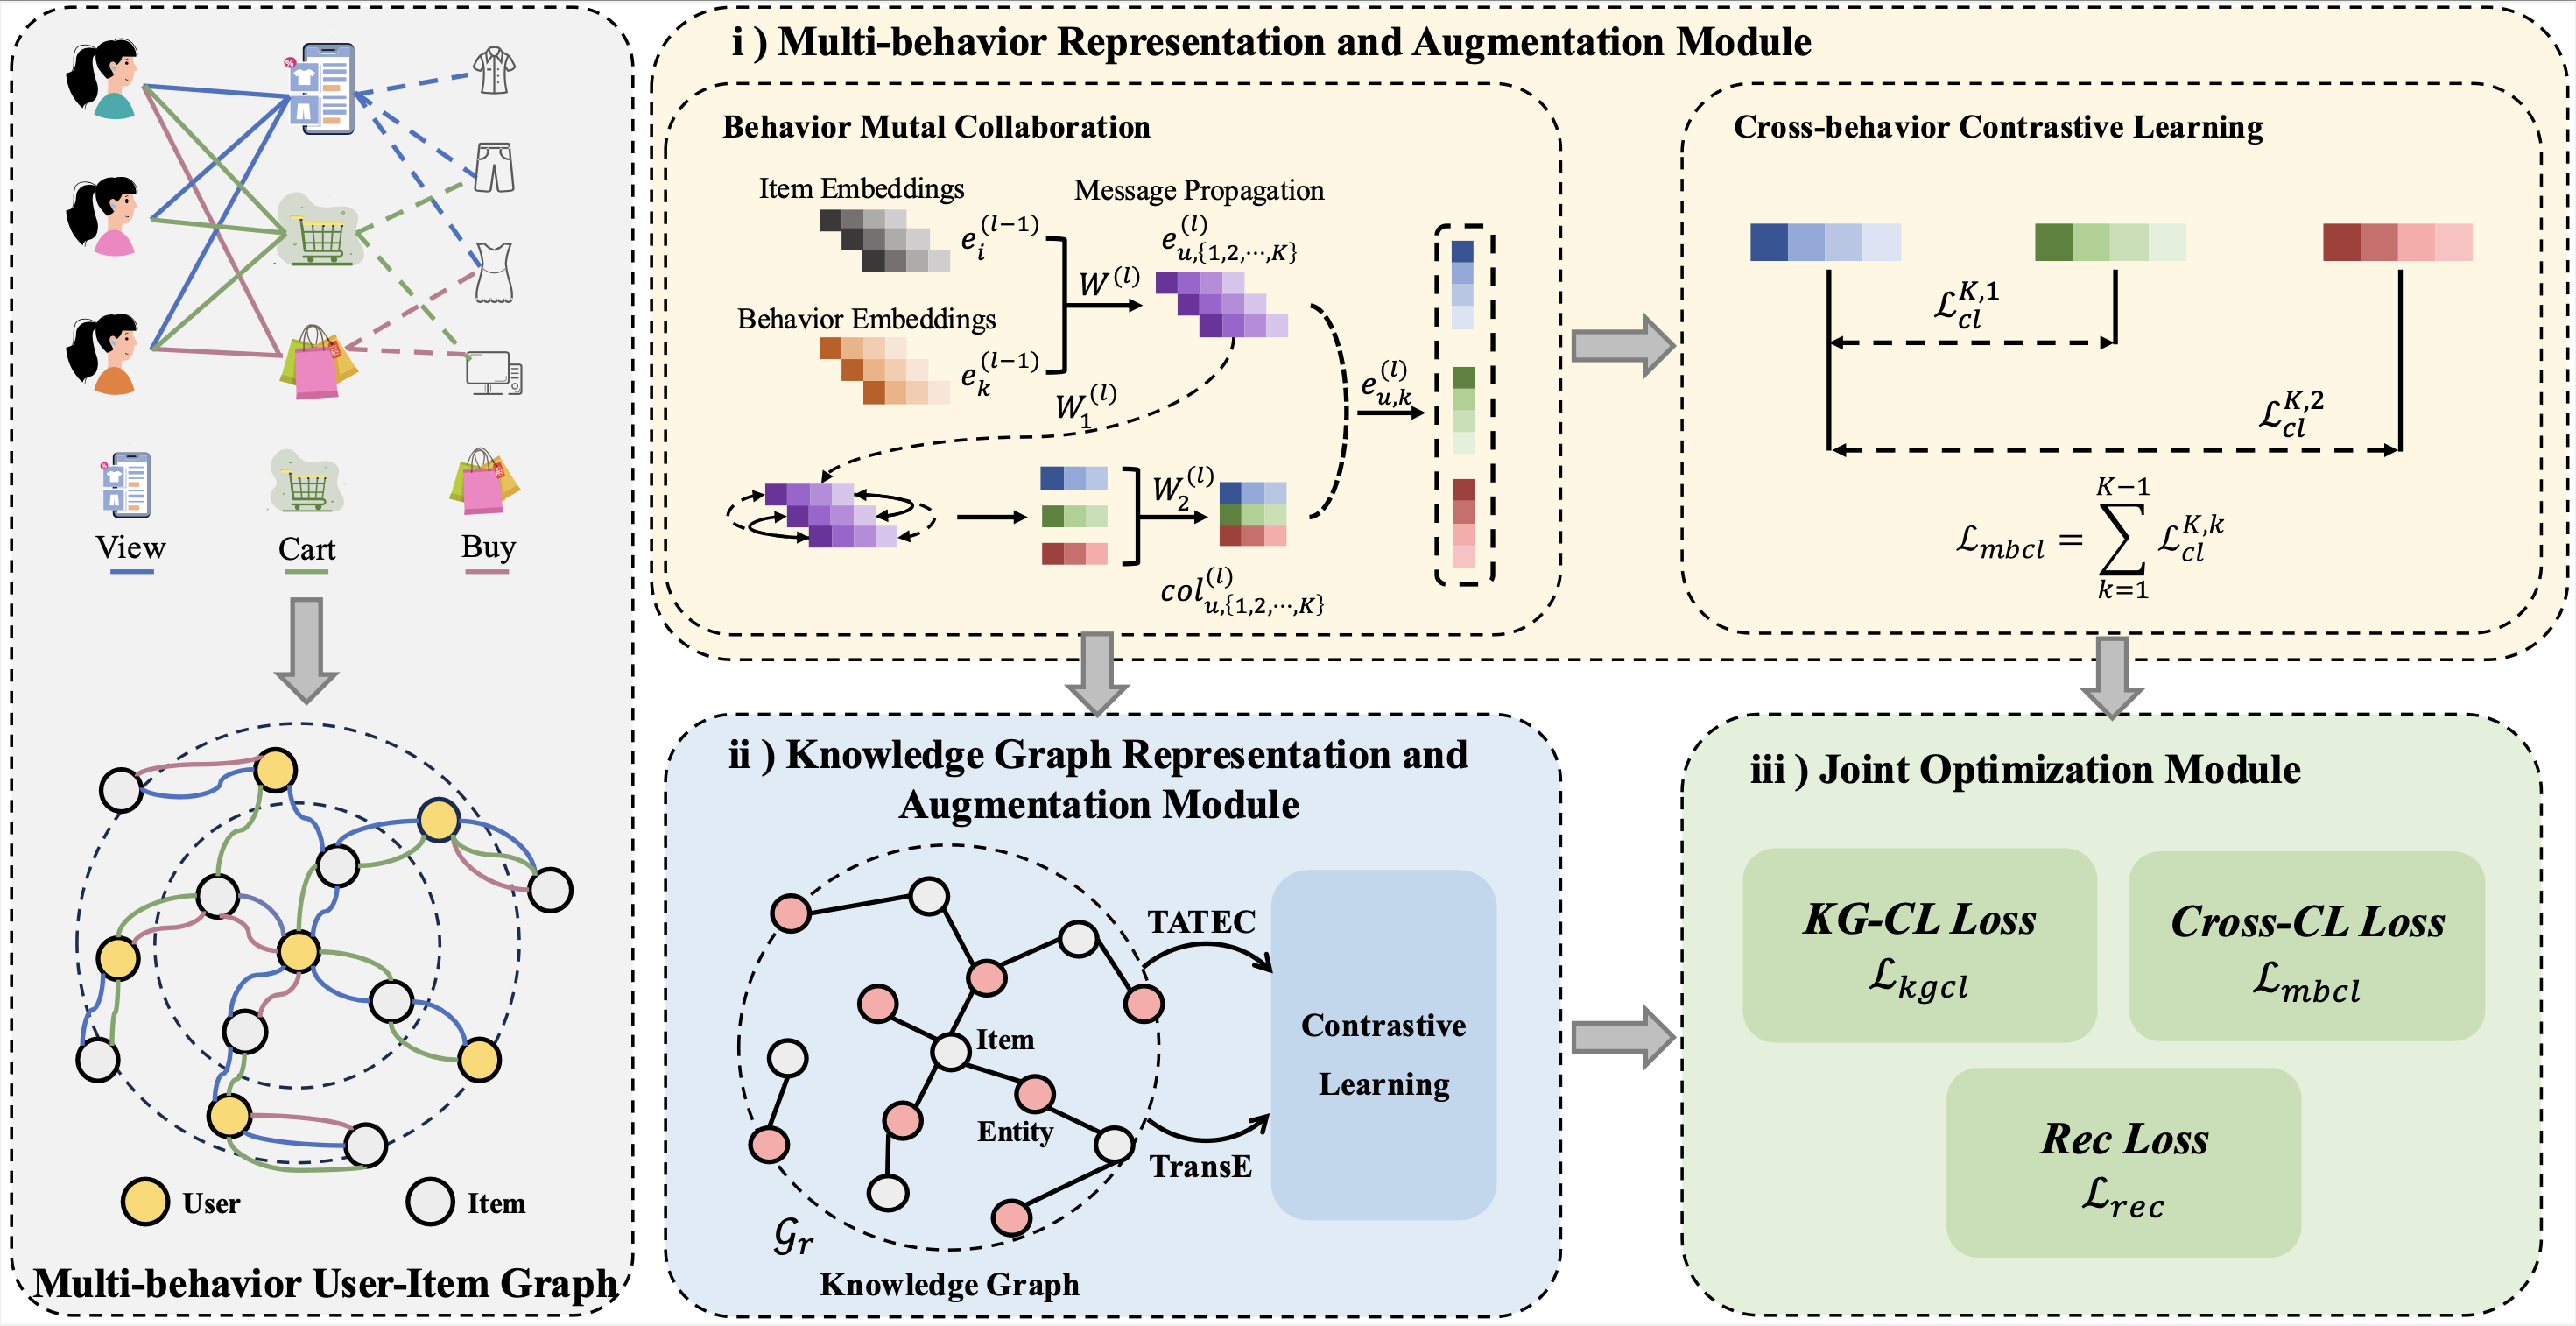 View
Cart
Buy
User
Item
Multi-behavior User-Item Graph
i ) Multi-behavior Representation and Augmentation Module
Behavior Mutal Collaboration
Item Embeddings
e_i^{(l-1)}
Behavior Embeddings
e_k^{(l-1)}
W^{(l)}
Message Propagation
e_{u,\{1,2,\cdots,K\}}^{(l)}
W_1^{(l)}
W_2^{(l)}
col_{u,\{1,2,\cdots,K\}}^{(l)}
e_{u,k}^{(l)}
Cross-behavior Contrastive Learning
\mathcal{L}_{cl}^{K,1}
\mathcal{L}_{cl}^{K,2}
\mathcal{L}_{mbcl} = \sum_{k=1}^{K-1} \mathcal{L}_{cl}^{K,k}
ii ) Knowledge Graph Representation and
Augmentation Module
Item
Entity
\mathcal{G}_r
Knowledge Graph
TATEC
TransE
Contrastive
Learning
iii ) Joint Optimization Module
KG-CL Loss
\mathcal{L}_{kgcl}
Cross-CL Loss
\mathcal{L}_{mbcl}
Rec Loss
\mathcal{L}_{rec}